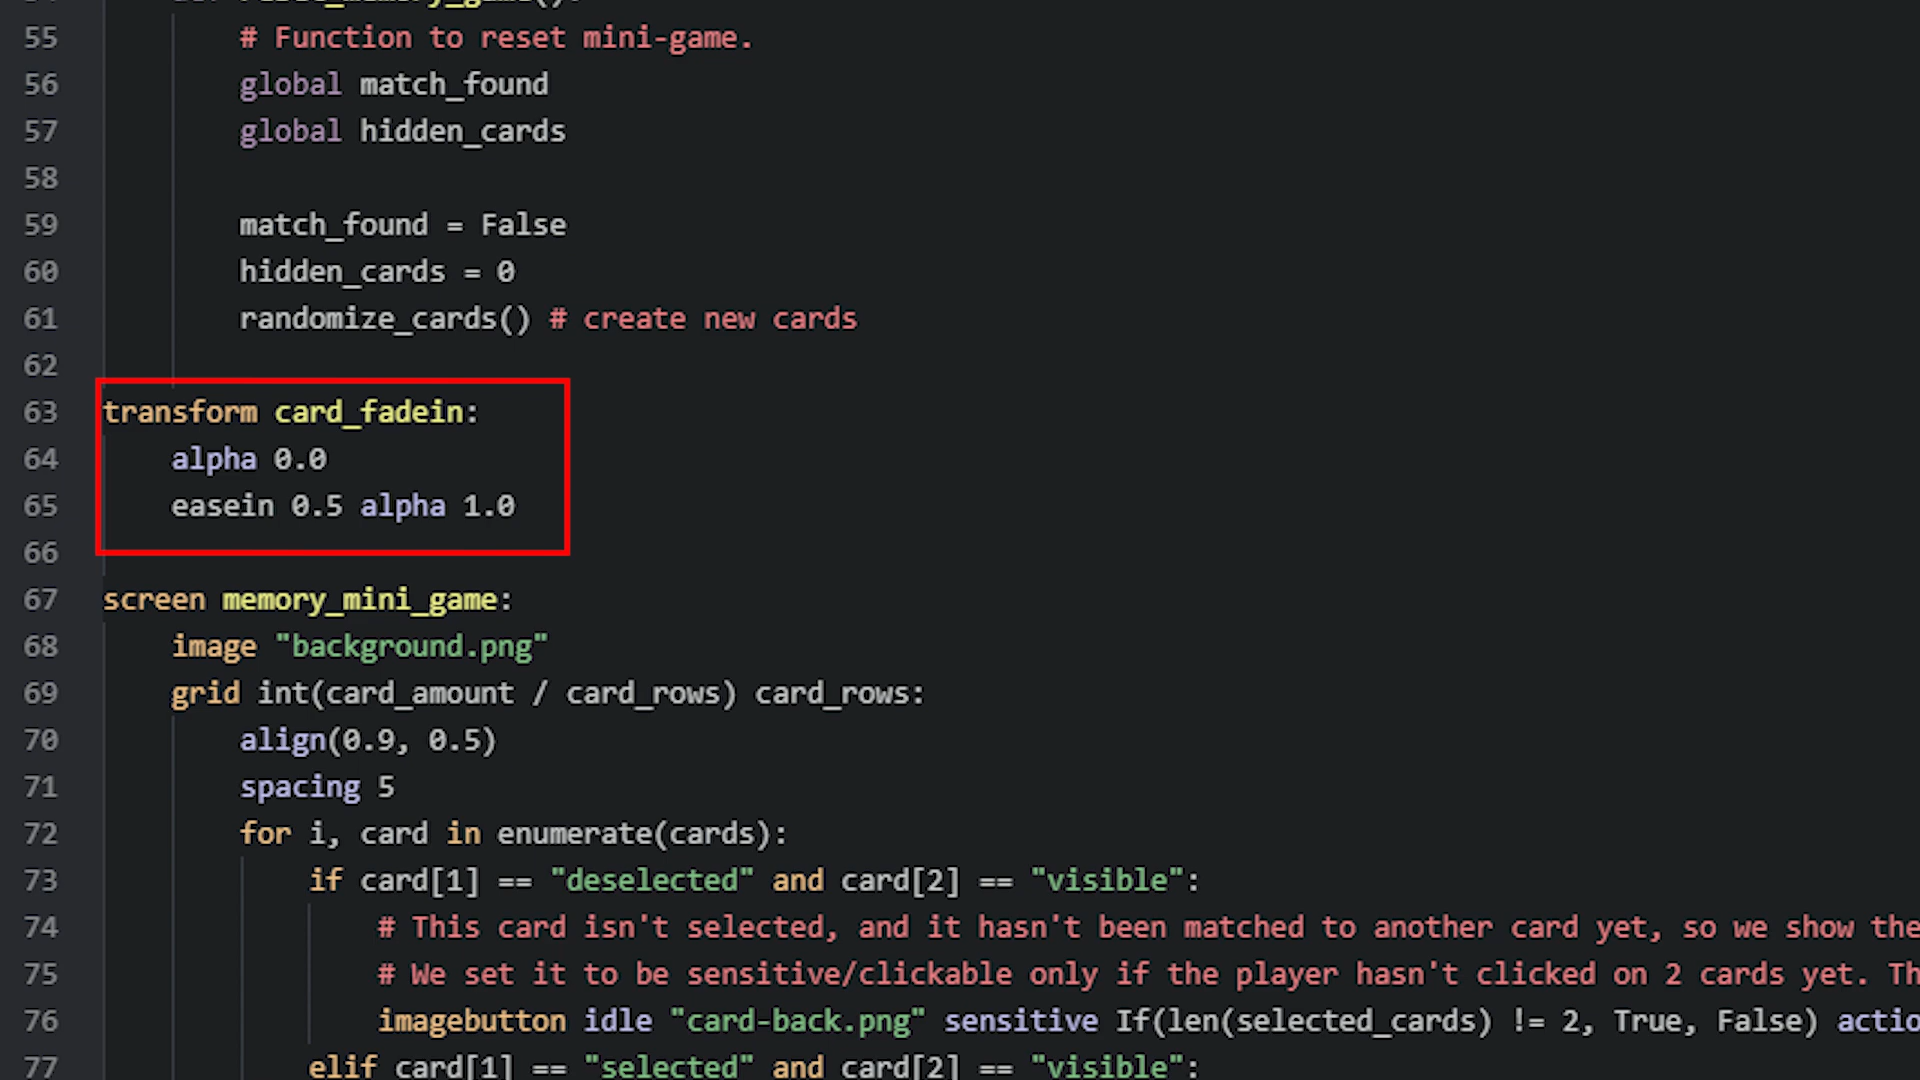 55 # Function to reset mini-game.
56 global match_found
57 global hidden_cards
58
59 match_found = False
60 hidden_cards = 0
61 randomize_cards() # create new cards
62
63 transform card_fadein:
64 alpha 0.0
65 easein 0.5 alpha 1.0
66
67 screen memory_mini_game:
68 image "background.png"
69 grid int(card_amount / card_rows) card_rows:
70 align(0.9, 0.5)
71 spacing 5
72 for i, card in enumerate(cards):
73 if card[1] == "deselected" and card[2] == "visible":
74 # This card isn't selected, and it hasn't been matched to another card yet, so we show the
75 # We set it to be sensitive/clickable only if the player hasn't clicked on 2 cards yet. Th
76 imagebutton idle "card-back.png" sensitive If(len(selected_cards) != 2, True, False) actio
77 elif card[1] == "selected" and card[2] == "visible":